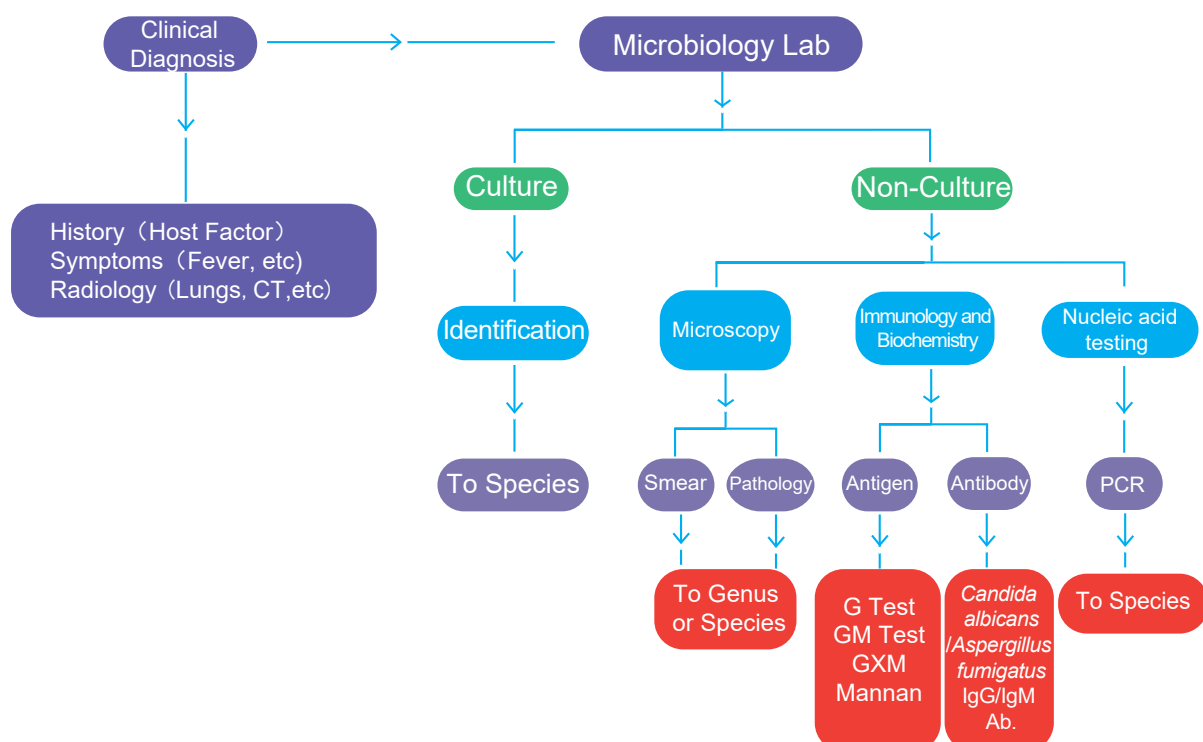 Clinical
Diagnosis
Microbiology Lab
Culture
Non-Culture
History（Host Factor）
Symptoms（Fever, etc)
Radiology（Lungs, CT,etc）
Identification
Microscopy
Immunology and
Biochemistry
Nucleic acid
testing
To Species
Smear
Pathology
Antigen
Antibody
PCR
To Genus
or Species
G Test
GM Test
GXM
Mannan
Candida
albicans
/Aspergillus
fumigatus
IgG/IgM
Ab.
To Species